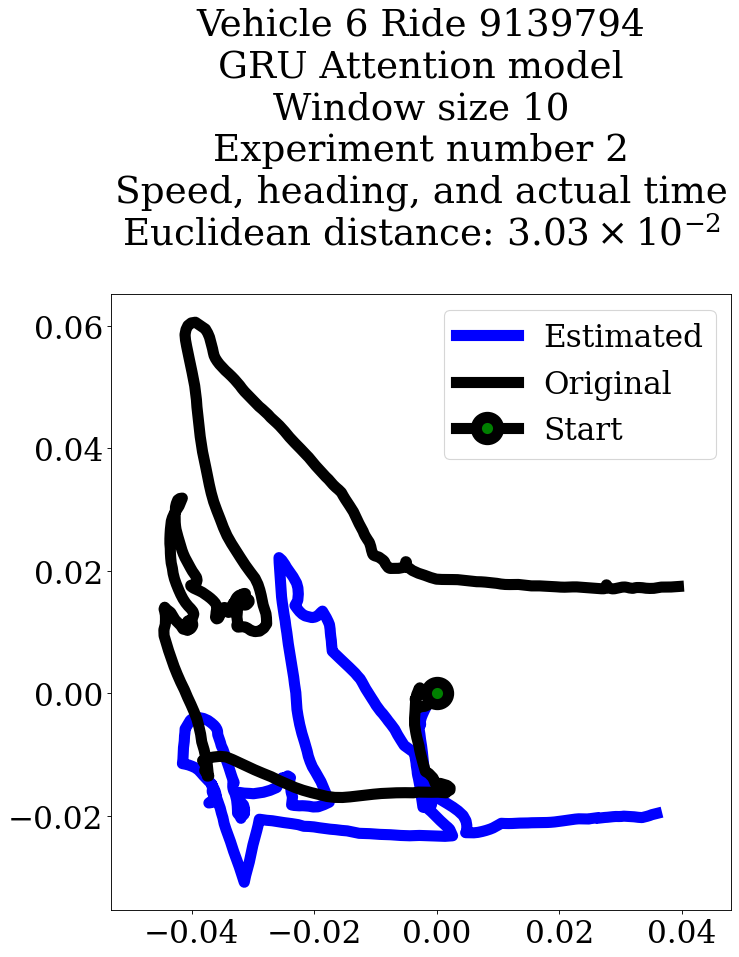 Vehicle 6 Ride 9139794
GRU Attention model
Window size 10
Experiment number 2
Speed, heading, and actual time
Euclidean distance: 3.03 × 10⁻²
Estimated
Original
Start
0.06
0.04
0.02
0.00
−0.02
−0.04 −0.02 0.00 0.02 0.04